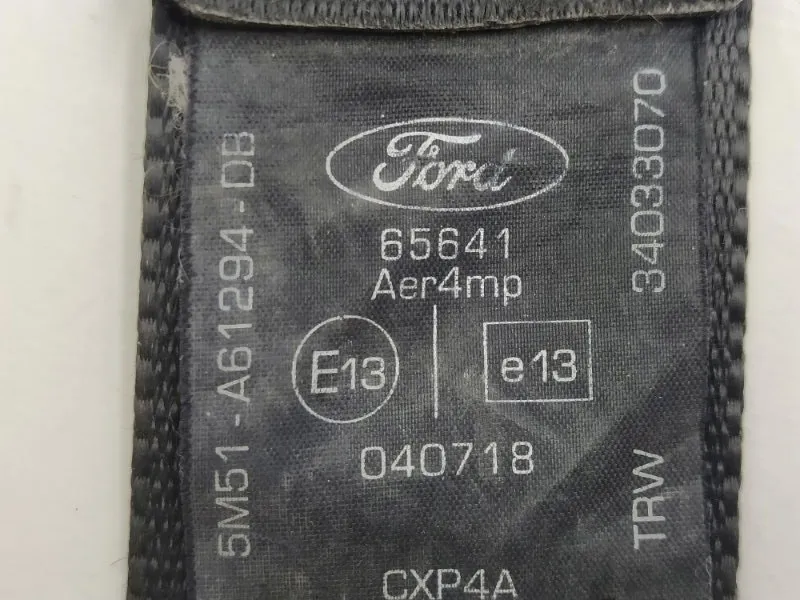 Ford
65641
Aer4mp
E13
e13
040718
CXP4A
5M51-A61294-DB
34033070
TRW